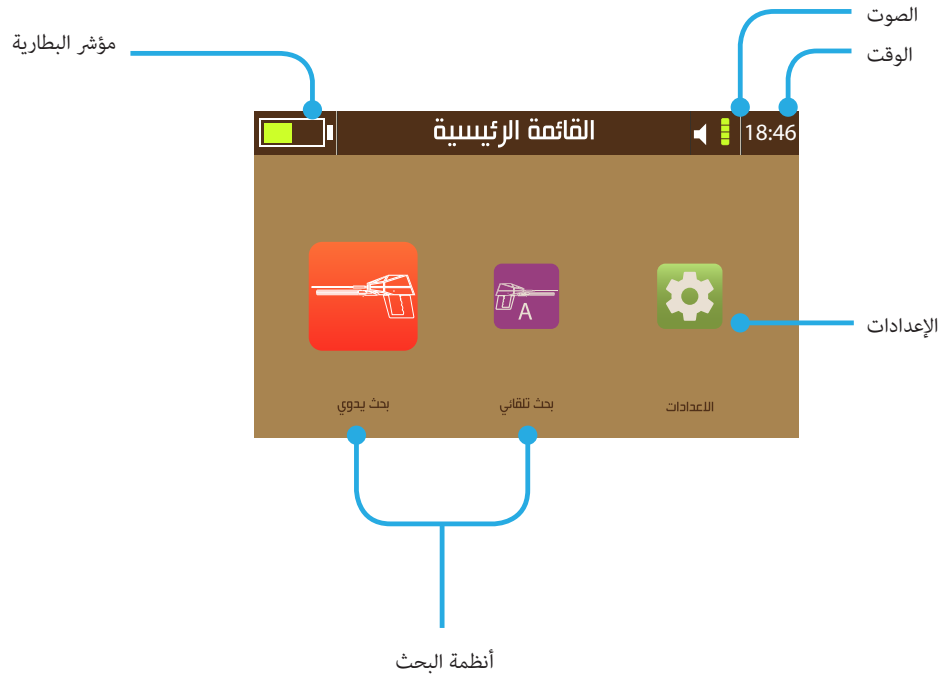 الصوت
الوقت
مؤشر البطارية
18:46
القائمة الرئيسية
الإعدادات
A
الاعدادات
بحث تلقائي
بحث يدوي
أنظمة البحث